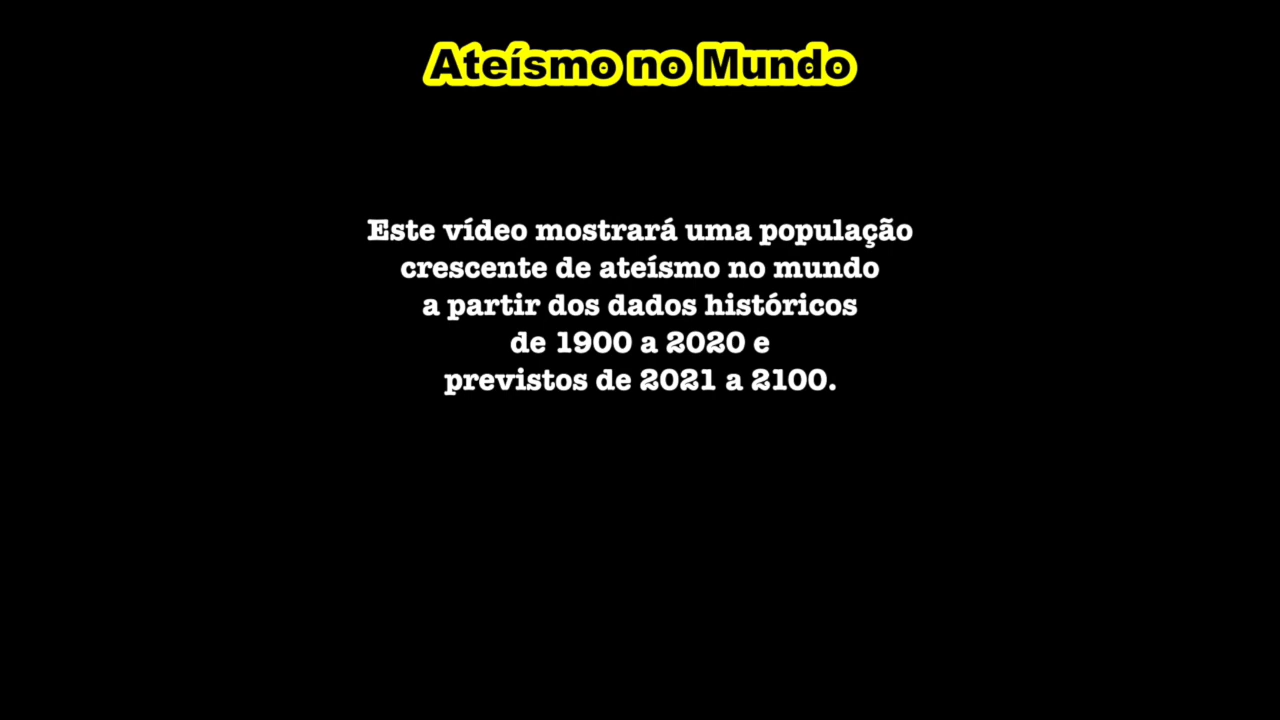 Ateísmo no Mundo
Este vídeo mostrará uma população
crescente de ateísmo no mundo
a partir dos dados históricos
de 1900 a 2020 e
previstos de 2021 a 2100.